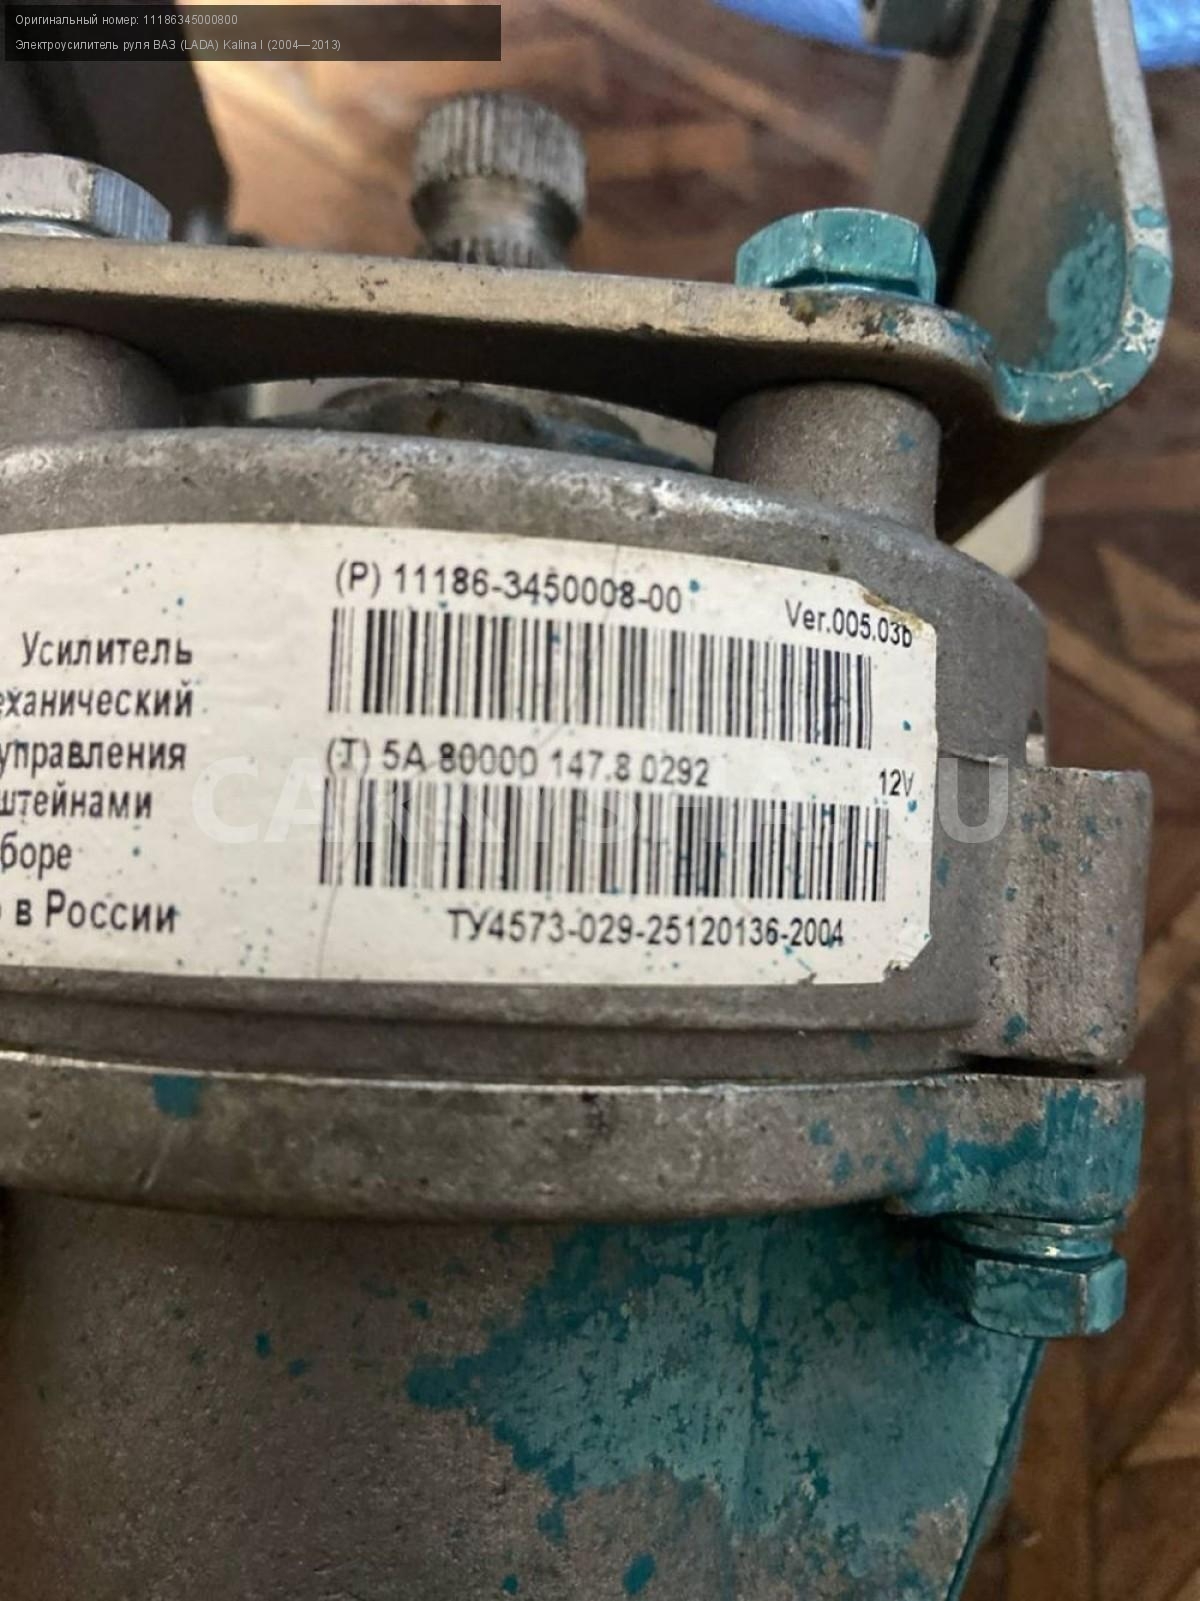 Оригинальный номер: 11186345000800
Электроусилитель руля ВАЗ (LADA) Kalina I (2004—2013)
(P) 11186-3450008-00
Ver.005.03b
Усилитель
еханический
управления
(T) 5A 80000 147.8 0292
12V
штейнами
боре
в России
ТУ4573-029-25120136-2004